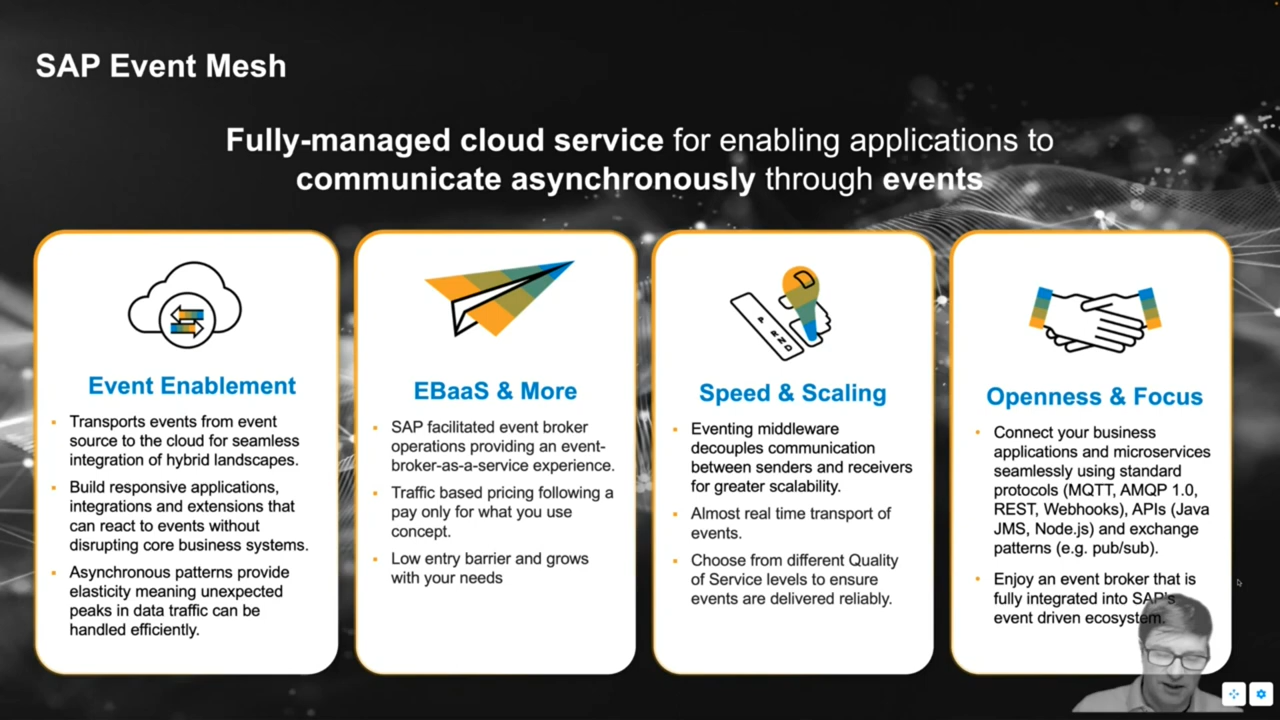 SAP Event Mesh
Fully-managed cloud service for enabling applications to
communicate asynchronously through events
Event Enablement
Transports events from event
source to the cloud for seamless
integration of hybrid landscapes.
Build responsive applications,
integrations and extensions that
can react to events without
disrupting core business systems.
Asynchronous patterns provide
elasticity meaning unexpected
peaks in data traffic can be
handled efficiently.
EBaaS & More
SAP facilitated event broker
operations providing an event-
broker-as-a-service experience.
Traffic based pricing following a
pay only for what you use
concept.
Low entry barrier and grows
with your needs
Speed & Scaling
Eventing middleware
decouples communication
between senders and receivers
for greater scalability.
Almost real time transport of
events.
Choose from different Quality
of Service levels to ensure
events are delivered reliably.
Openness & Focus
Connect your business
applications and microservices
seamlessly using standard
protocols (MQTT, AMQP 1.0,
REST, Webhooks), APIs (Java
JMS, Node.js) and exchange
patterns (e.g. pub/sub).
Enjoy an event broker that is
fully integrated into SAP's
event driven ecosystem.